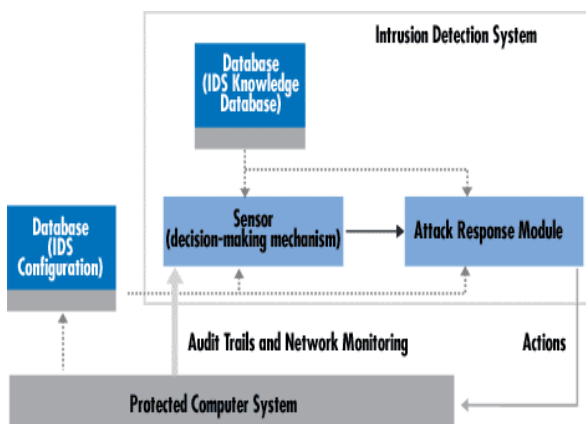 Intrusion Detection System
Database
(IDS Knowledge
Database)
Sensor
(decision-making mechanism)
Attack Response Module
Database
(IDS
Configuration)
Audit Trails and Network Monitoring
Actions
Protected Computer System